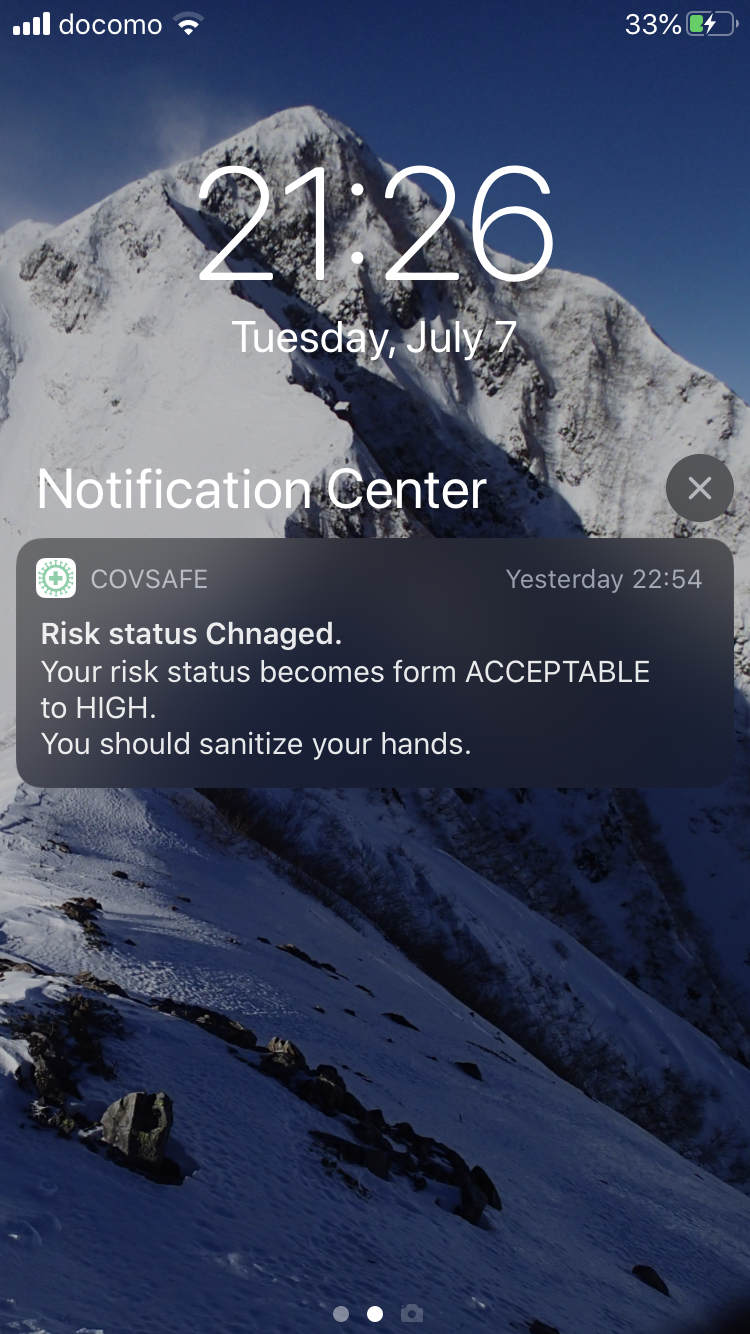 docomo 33%
21:26
Tuesday, July 7
Notification Center
COVSAFE Yesterday 22:54
Risk status Chnaged.
Your risk status becomes form ACCEPTABLE
to HIGH.
You should sanitize your hands.